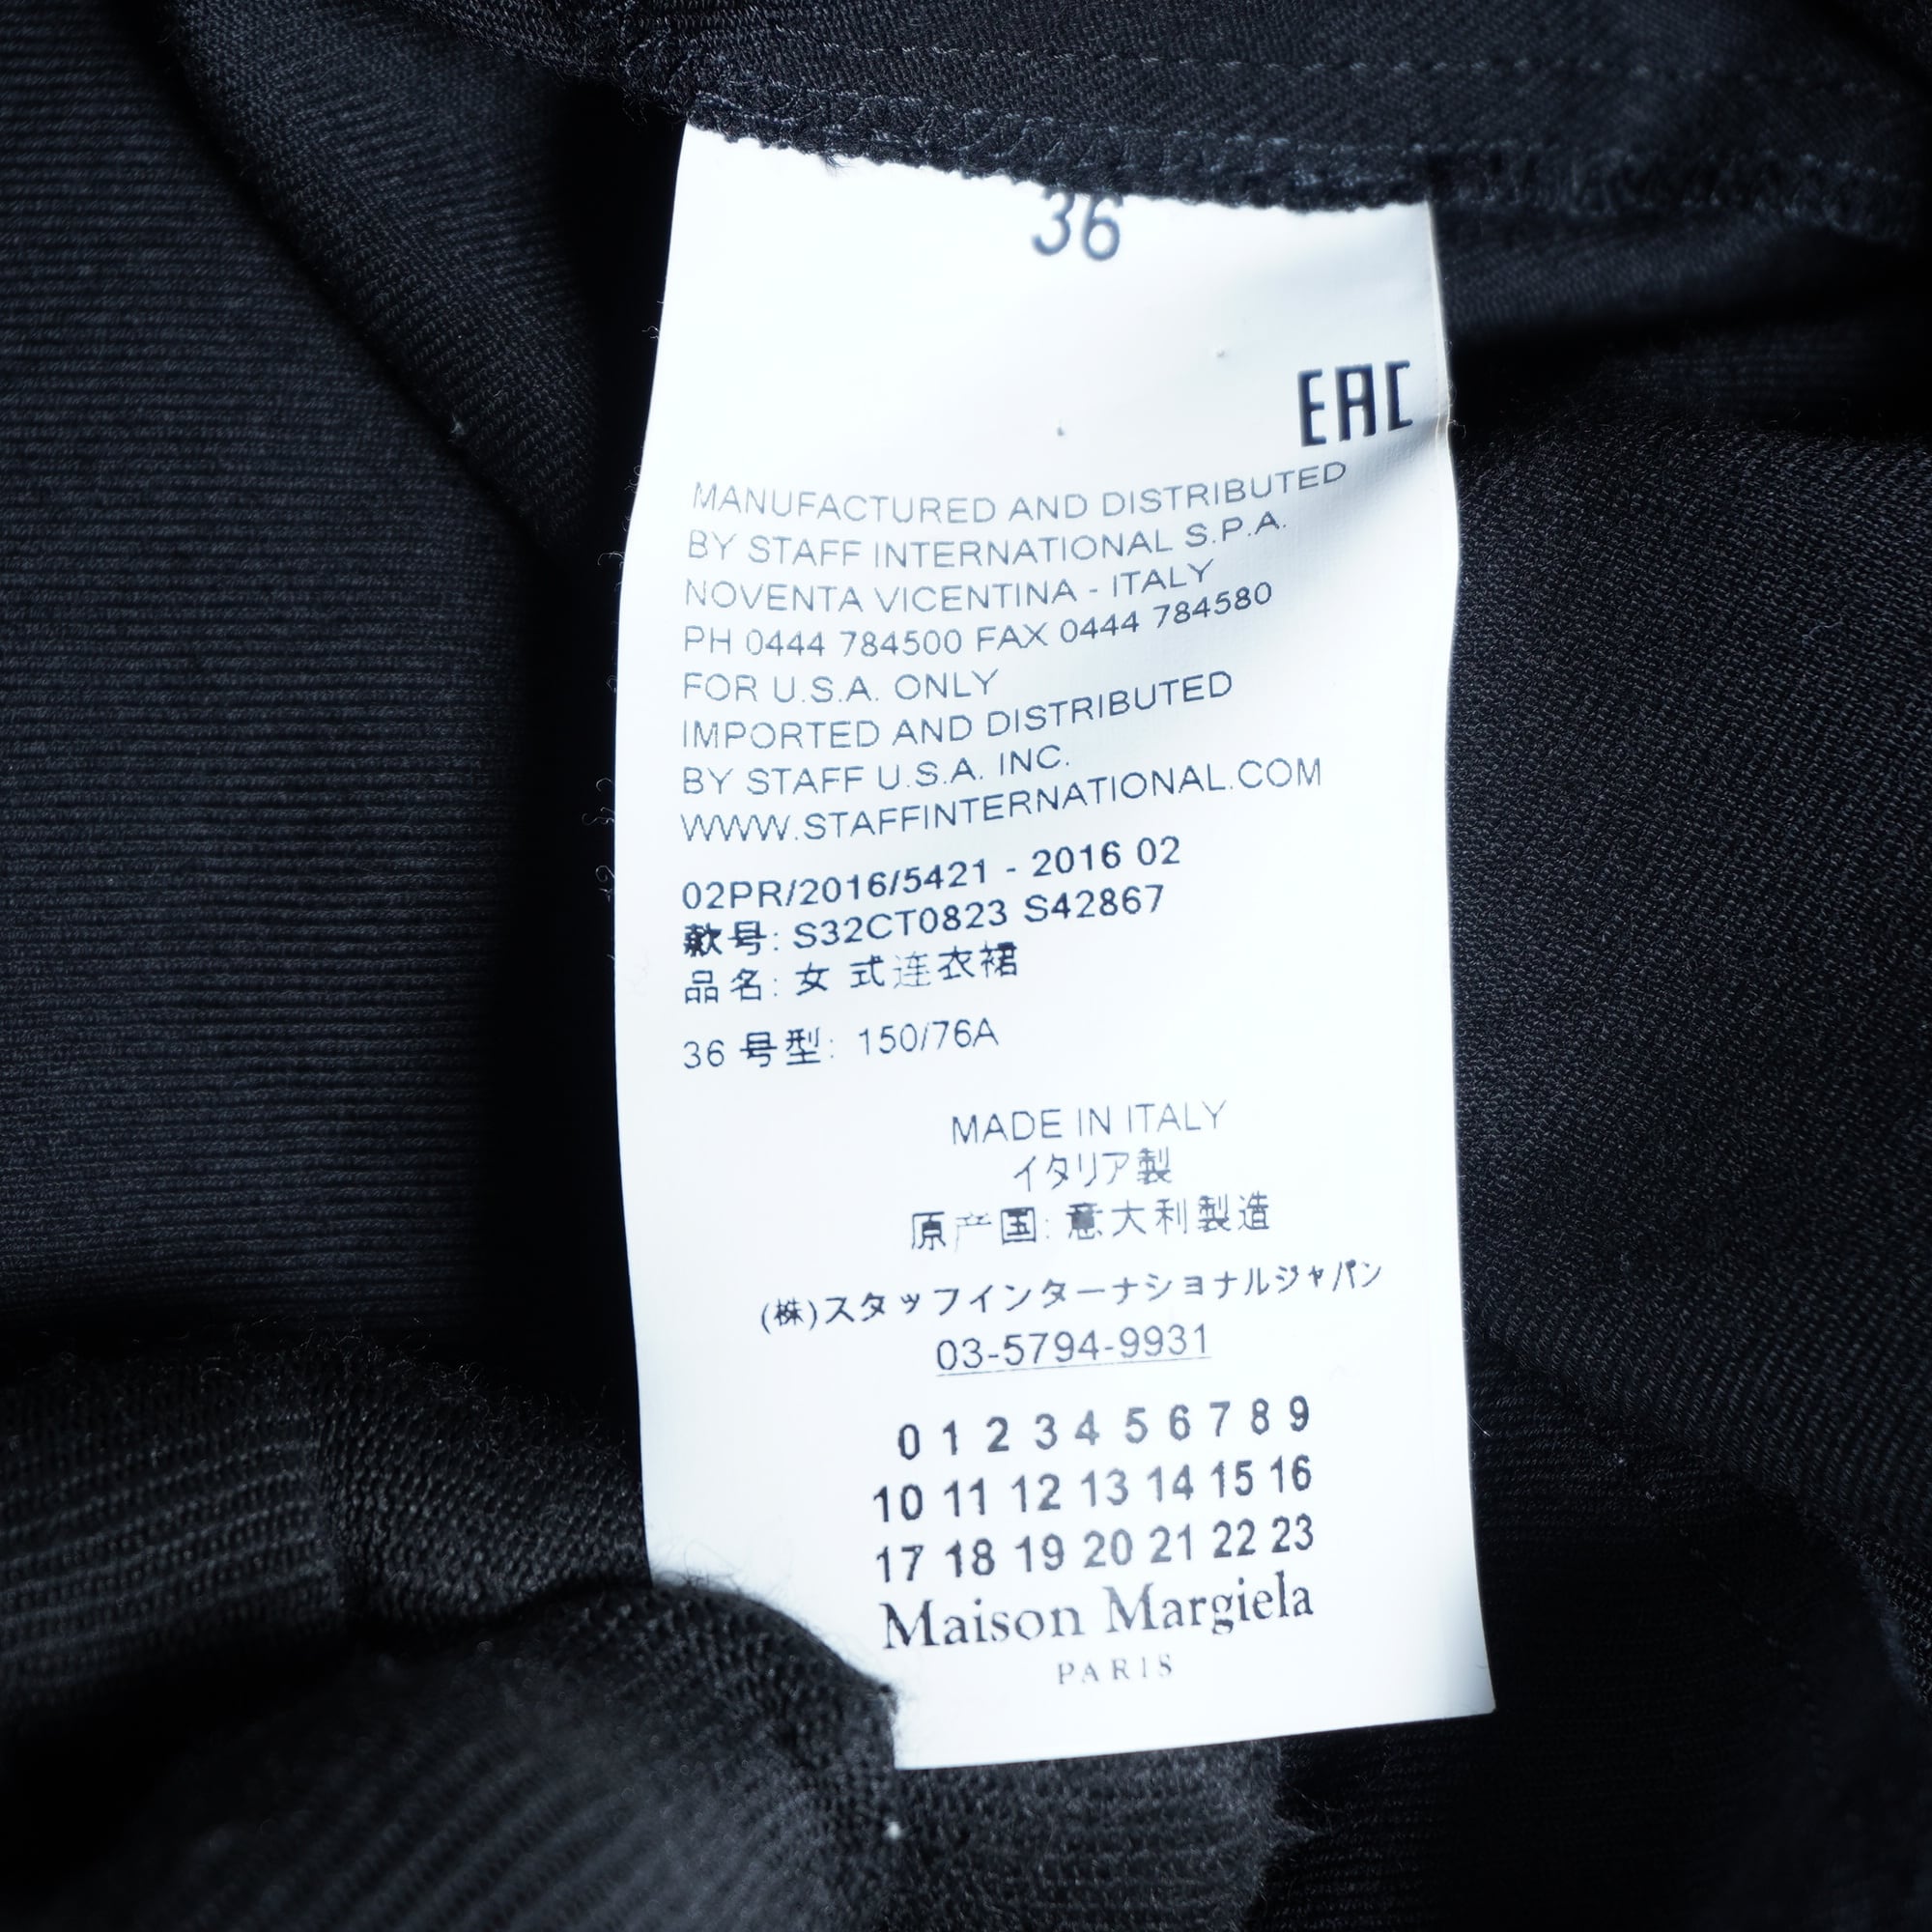 36
EAC
MANUFACTURED AND DISTRIBUTED
BY STAFF INTERNATIONAL S.P.A.
NOVENTA VICENTINA - ITALY
PH 0444 784500 FAX 0444 784580
FOR U.S.A. ONLY
IMPORTED AND DISTRIBUTED
BY STAFF U.S.A. INC.
WWW.STAFFINTERNATIONAL.COM
02PR/2016/5421 - 2016 02
款号: S32CT0823 S42867
品名: 女式连衣裙
36 号型: 150/76A
MADE IN ITALY
イタリア製
原产国: 意大利製造
(株)スタッフインターナショナルジャパン
03-5794-9931
0 1 2 3 4 5 6 7 8 9
10 11 12 13 14 15 16
17 18 19 20 21 22 23
Maison Margiela
PARIS